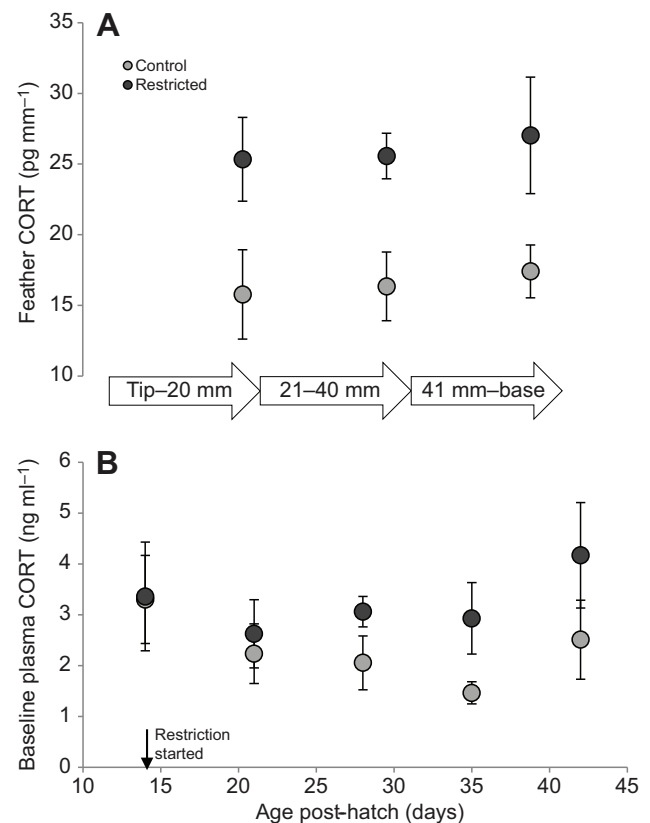 A
35
30
25
20
15
10
Feather CORT (pg mm⁻¹)
Control
Restricted
Tip–20 mm
21–40 mm
41 mm–base
B
6
5
4
3
2
1
0
Baseline plasma CORT (ng ml⁻¹)
Restriction
started
10 15 20 25 30 35 40 45
Age post-hatch (days)